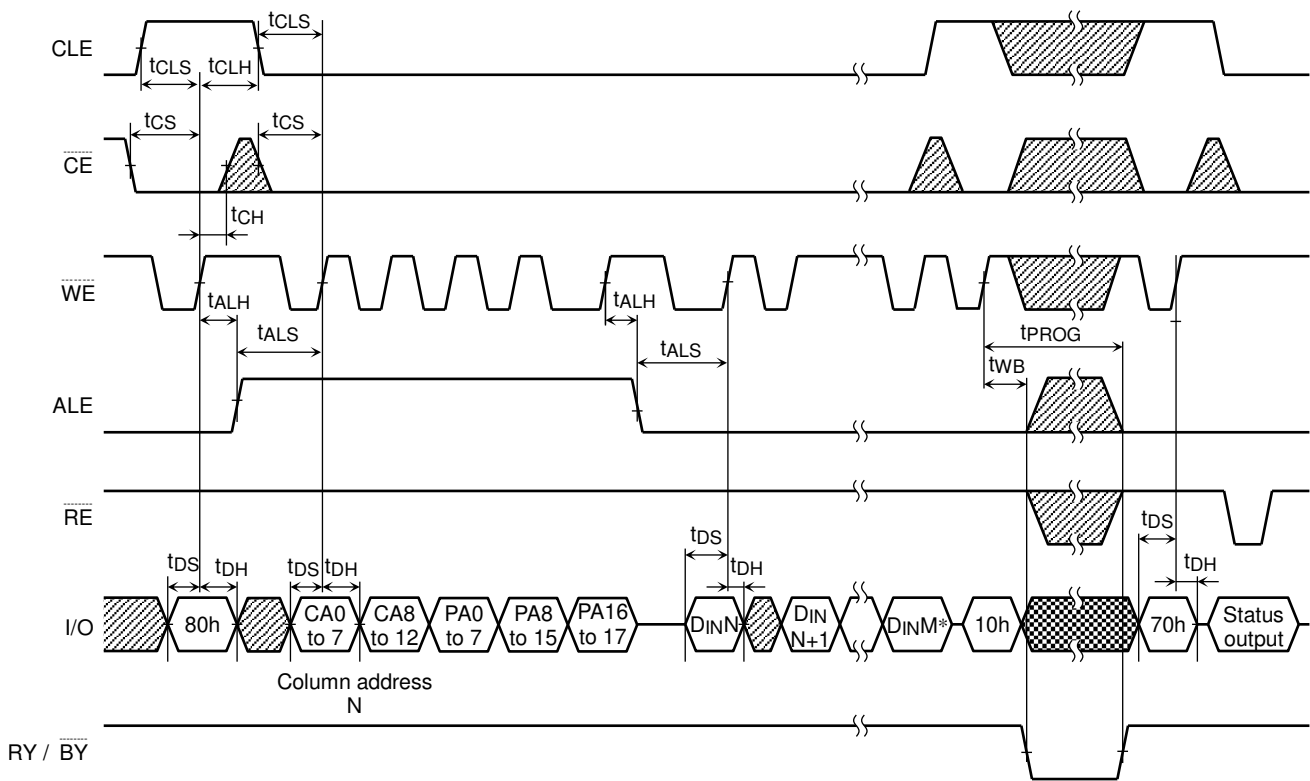 tCLS
CLE
tCLS tCLH
tCS tCS
CE
tCH
WE
tALH tALH
tALS tALS tPROG
tWB
ALE
RE
tDS tDH tDS tDH tDS tDH tDS tDH
I/O 80h CA0 to 7 CA8 to 12 PA0 to 7 PA8 to 15 PA16 to 17 DINN DIN N+1 DINM* 10h 70h Status output
Column address
N
RY / BY